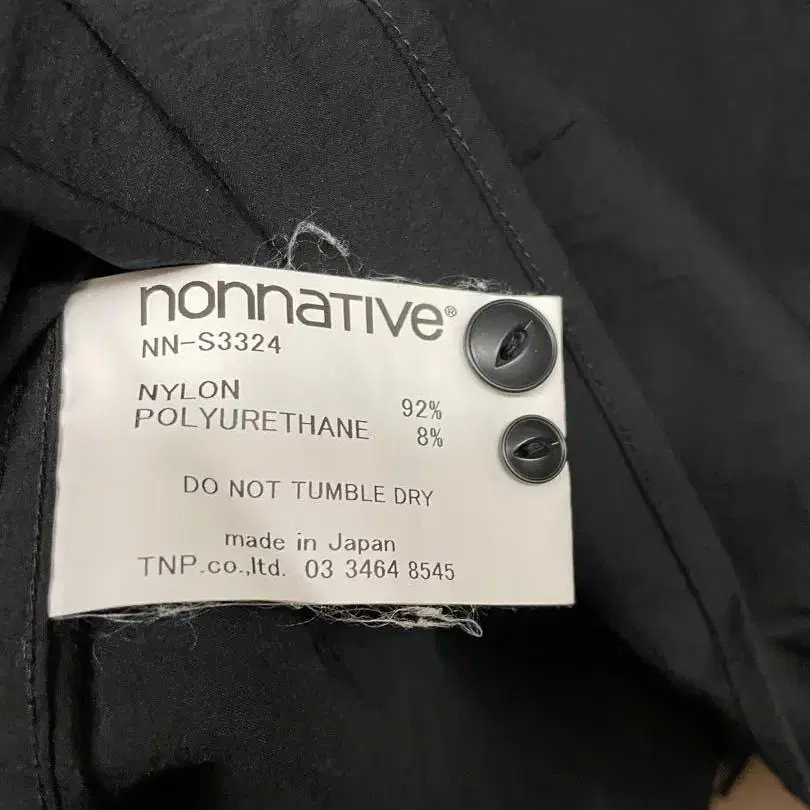 nonnaTIVe®
NN-S3324
NYLON 92%
POLYURETHANE 8%
DO NOT TUMBLE DRY
made in Japan
TNP.co.,ltd. 03 3464 8545